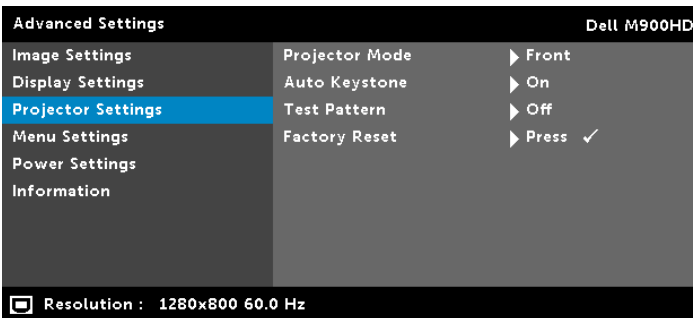 Advanced Settings Dell M900HD
Image Settings Projector Mode Front
Display Settings Auto Keystone On
Projector Settings Test Pattern Off
Menu Settings Factory Reset Press ✓
Power Settings
Information
Resolution : 1280x800 60.0 Hz